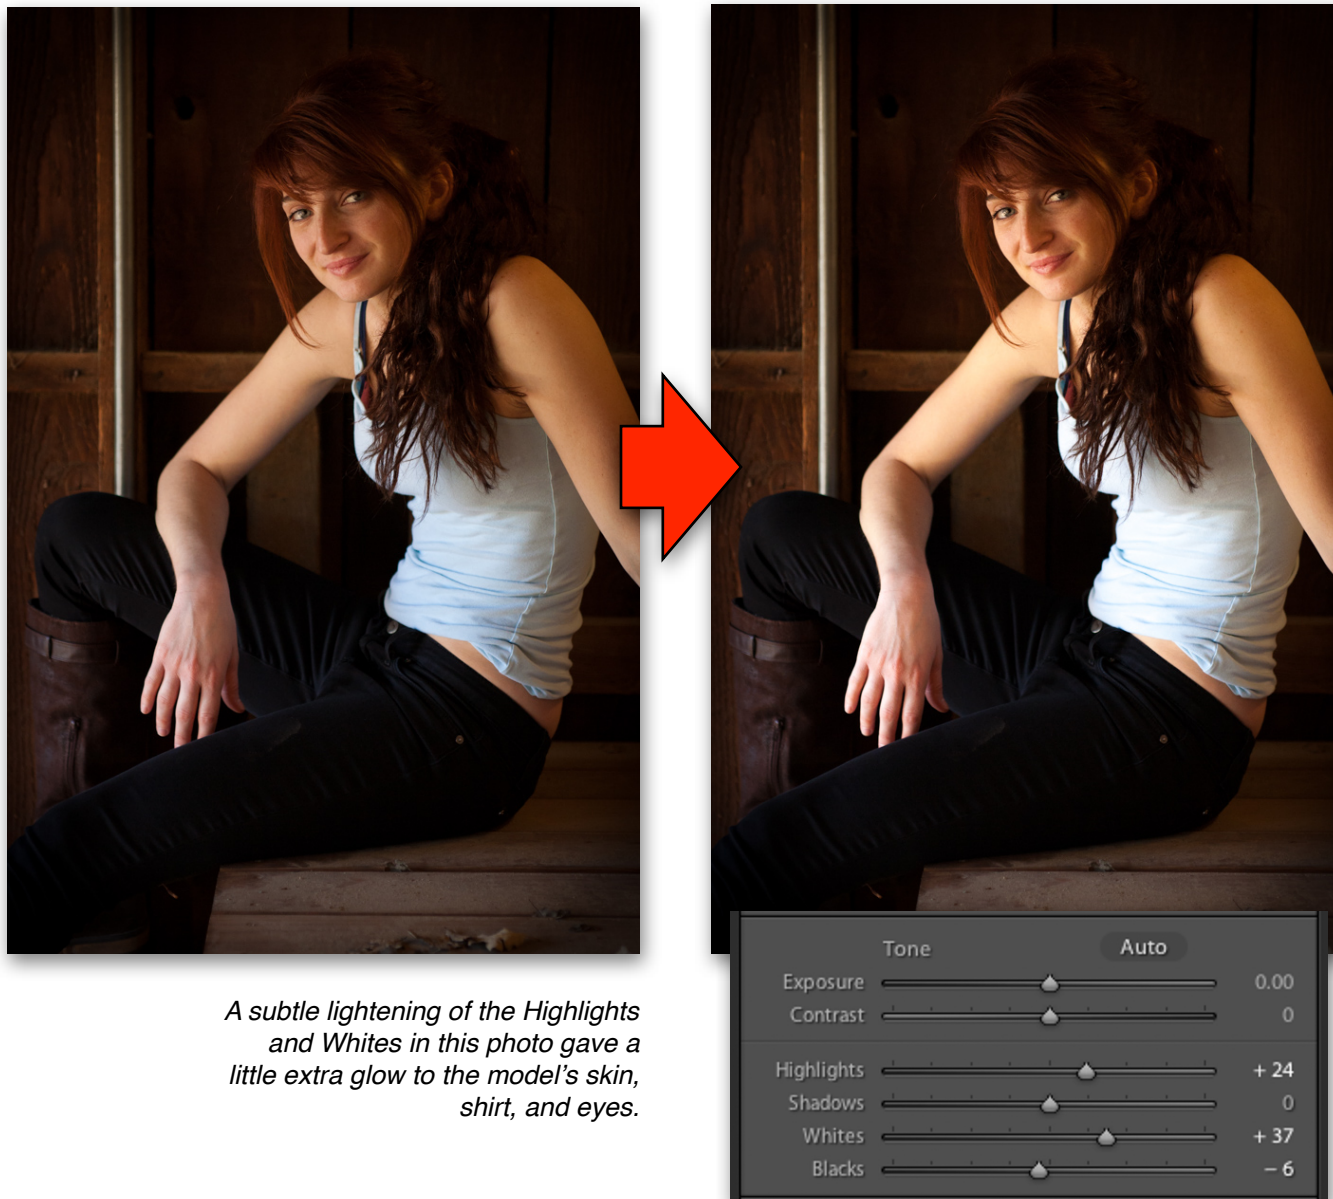 A subtle lightening of the Highlights
and Whites in this photo gave a
little extra glow to the model’s skin,
shirt, and eyes.
Tone Auto
Exposure 0.00
Contrast 0
Highlights + 24
Shadows 0
Whites + 37
Blacks – 6